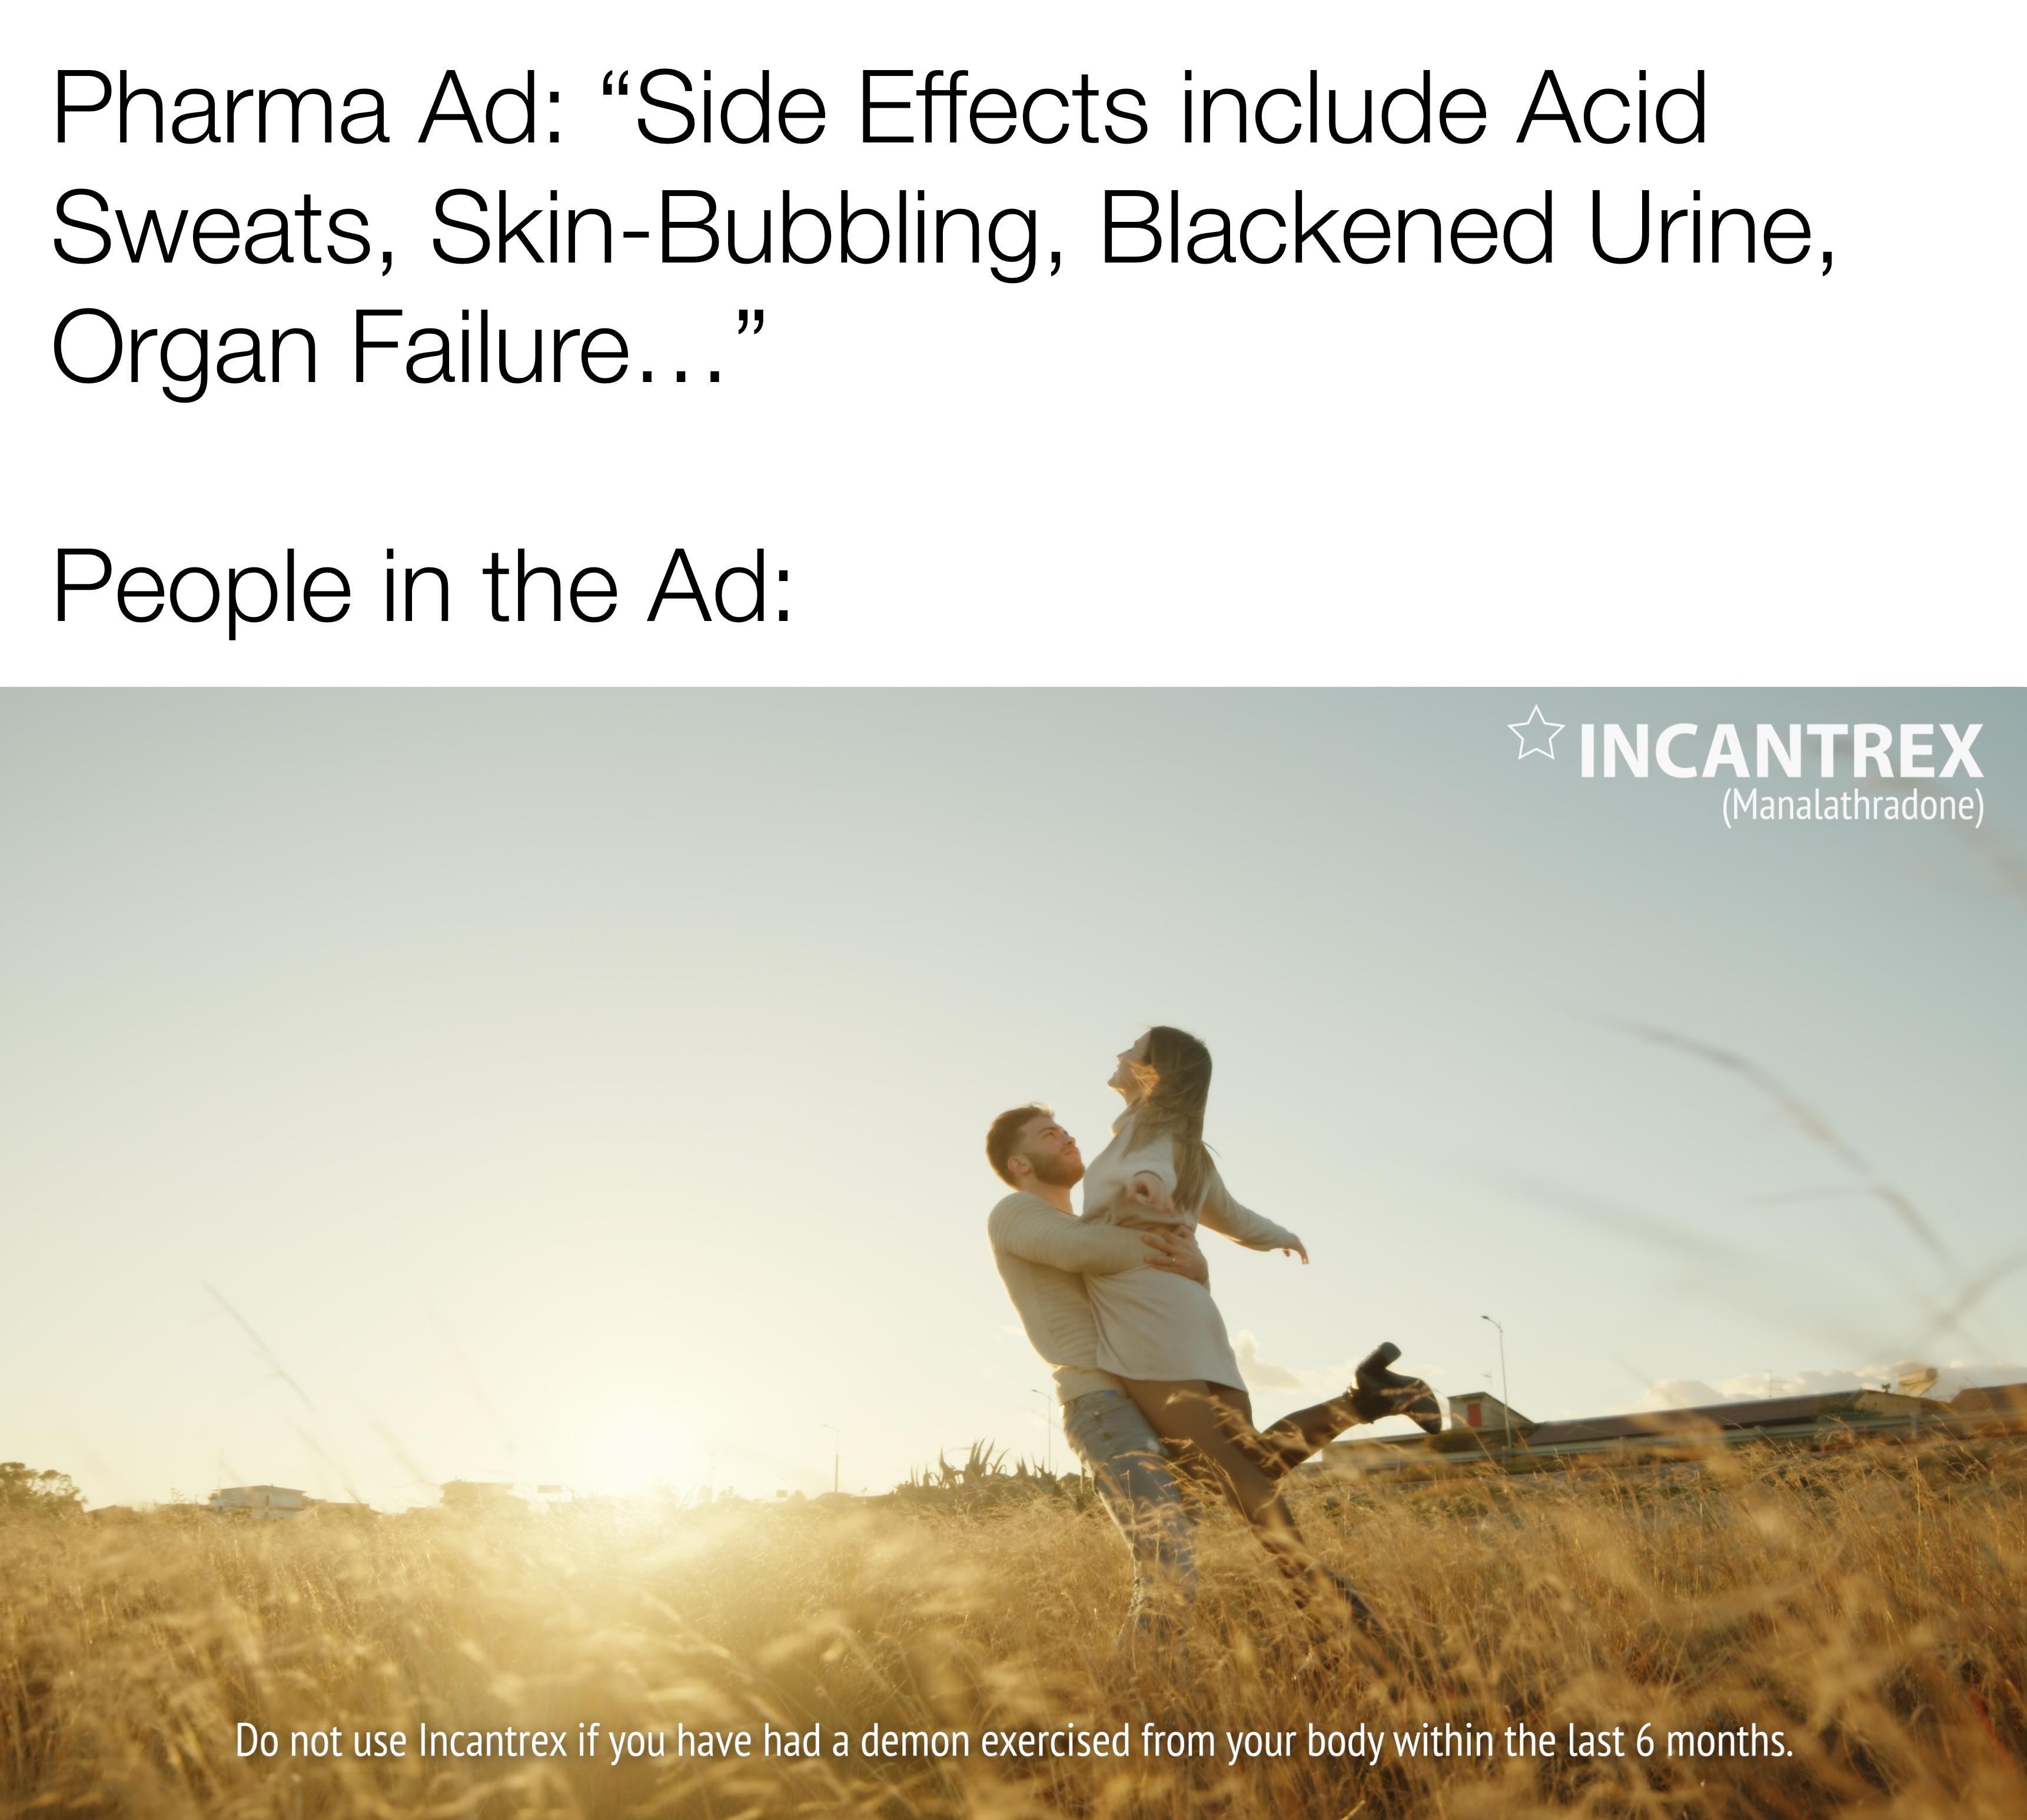 Pharma Ad: “Side Effects include Acid
Sweats, Skin-Bubbling, Blackened Urine,
Organ Failure…”
People in the Ad:
INCANTREX
(Manalathradone)
Do not use Incantrex if you have had a demon exercised from your body within the last 6 months.